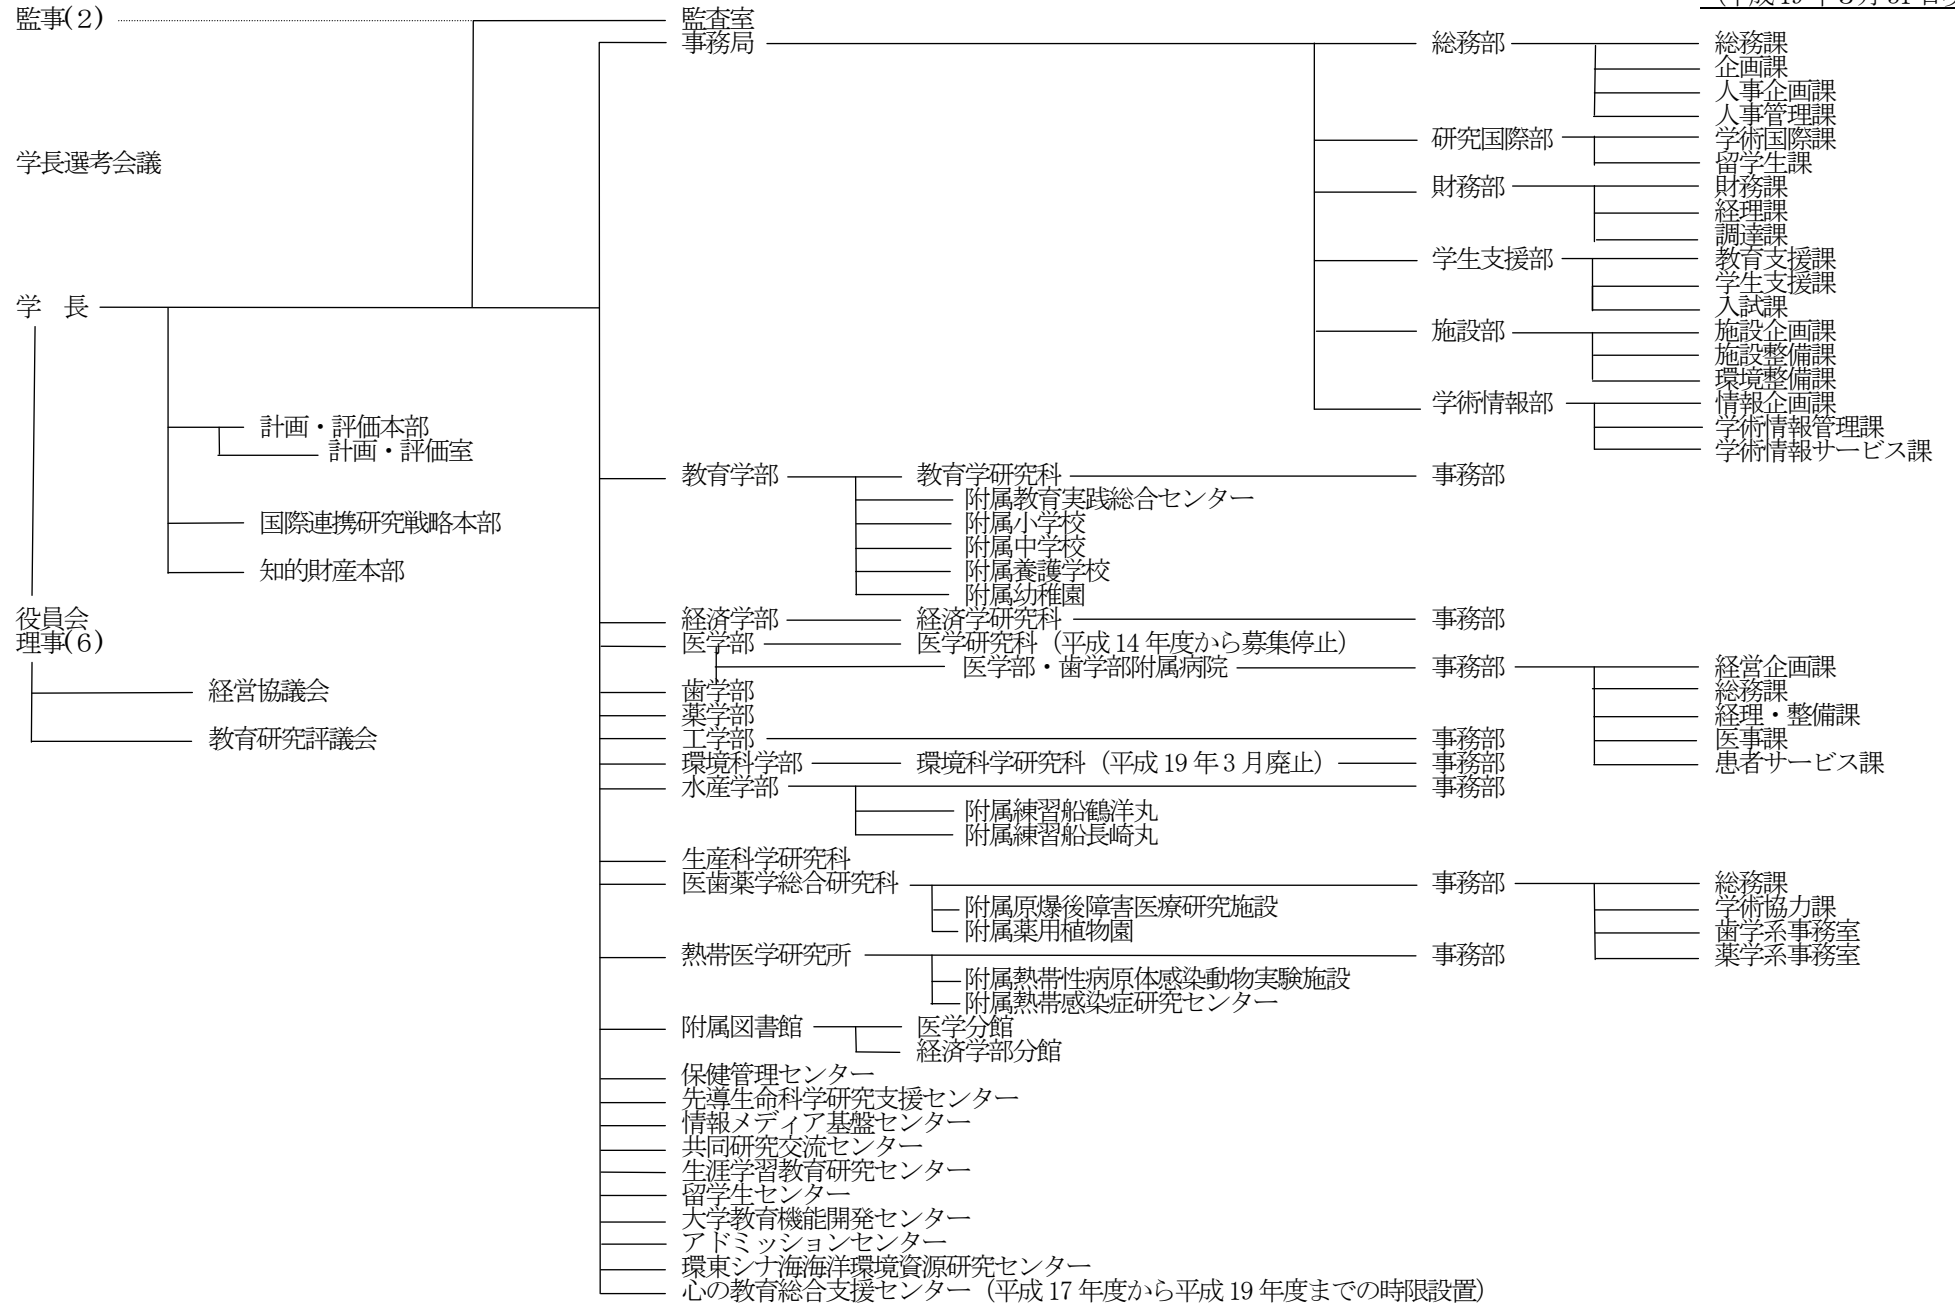 (平成19年3月31日現
監事(2) 監査室
事務局 総務部 総務課
企画課
人事企画課
人事管理課
研究国際部 学術国際課
学長選考会議 留学生課
財務部 財務課
経理課
調達課
学生支援部 教育支援課
学生支援課
学 長 入試課
施設部 施設企画課
施設整備課
環境整備課
学術情報部 情報企画課
計画・評価本部 学術情報管理課
計画・評価室 学術情報サービス課
教育学部 教育学研究科 事務部
附属教育実践総合センター
国際連携研究戦略本部 附属小学校
附属中学校
知的財産本部 附属養護学校
附属幼稚園
役員会 経済学部 経済学研究科 事務部
理事(6) 医学部 医学研究科(平成14年度から募集停止)
医学部・歯学部附属病院 事務部 経営企画課
経営協議会 歯学部 総務課
薬学部 経理・整備課
教育研究評議会 工学部 事務部 医事課
環境科学部 環境科学研究科(平成19年3月廃止) 事務部 患者サービス課
水産学部 事務部
附属練習船鶴洋丸
附属練習船長崎丸
生産科学研究科
医歯薬学総合研究科 事務部 総務課
附属原爆後障害医療研究施設 学術協力課
附属薬用植物園 歯学系事務室
熱帯医学研究所 事務部 薬学系事務室
附属熱帯性病原体感染動物実験施設
附属熱帯感染症研究センター
附属図書館 医学分館
経済学部分館
保健管理センター
先導生命科学研究支援センター
情報メディア基盤センター
共同研究交流センター
生涯学習教育研究センター
留学生センター
大学教育機能開発センター
アドミッションセンター
環東シナ海海洋環境資源研究センター
心の教育総合支援センター(平成17年度から平成19年度までの時限設置)